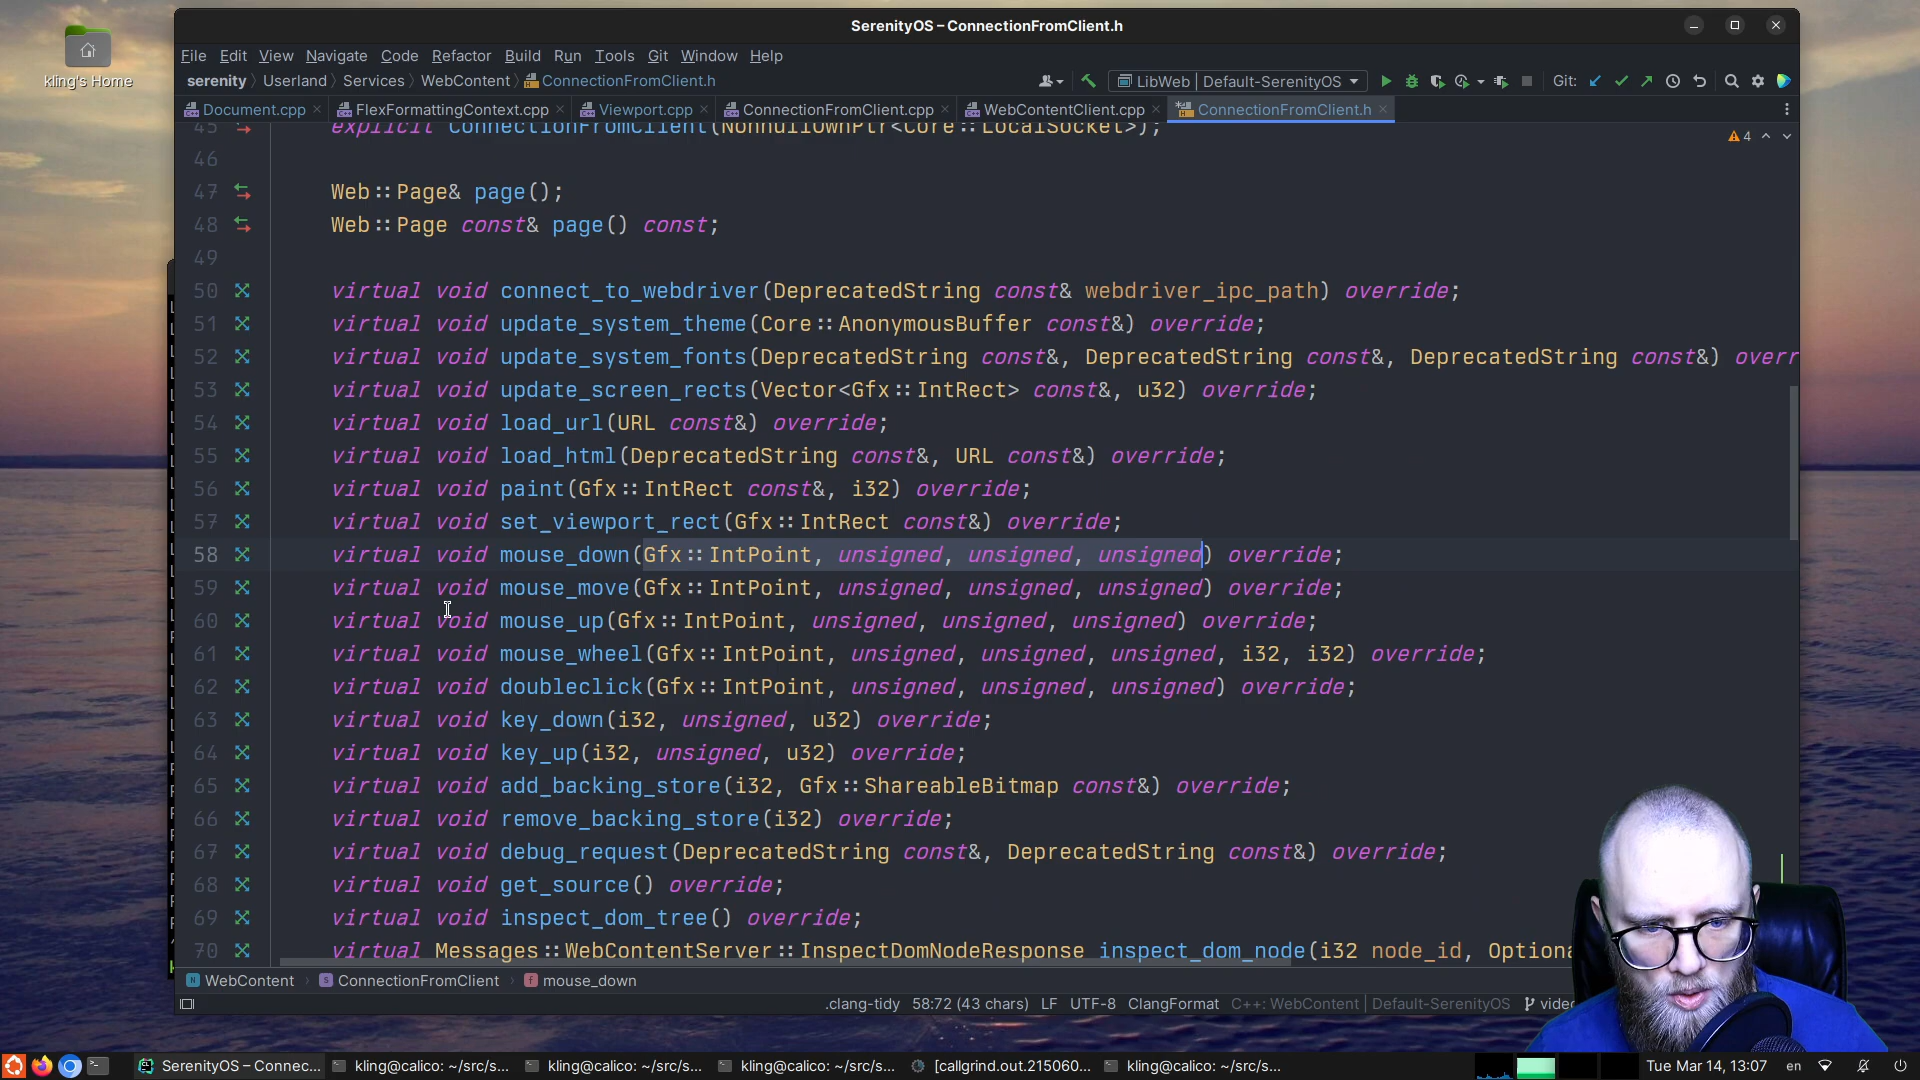 SerenityOS – ConnectionFromClient.h
kling's Home
File Edit View Navigate Code Refactor Build Run Tools Git Window Help
serenity Userland Services WebContent ConnectionFromClient.h LibWeb | Default-SerenityOS Git:
Document.cpp FlexFormattingContext.cpp Viewport.cpp ConnectionFromClient.cpp WebContentClient.cpp ConnectionFromClient.h
4
45 explicit ConnectionFromClient(NonnullOwnPtr<Core::LocalSocket>);
46
47 Web::Page& page();
48 Web::Page const& page() const;
49
50 virtual void connect_to_webdriver(DeprecatedString const& webdriver_ipc_path) override;
51 virtual void update_system_theme(Core::AnonymousBuffer const&) override;
52 virtual void update_system_fonts(DeprecatedString const&, DeprecatedString const&, DeprecatedString const&) overr
53 virtual void update_screen_rects(Vector<Gfx::IntRect> const&, u32) override;
54 virtual void load_url(URL const&) override;
55 virtual void load_html(DeprecatedString const&, URL const&) override;
56 virtual void paint(Gfx::IntRect const&, i32) override;
57 virtual void set_viewport_rect(Gfx::IntRect const&) override;
58 virtual void mouse_down(Gfx::IntPoint, unsigned, unsigned, unsigned) override;
59 virtual void mouse_move(Gfx::IntPoint, unsigned, unsigned, unsigned) override;
60 virtual void mouse_up(Gfx::IntPoint, unsigned, unsigned, unsigned) override;
61 virtual void mouse_wheel(Gfx::IntPoint, unsigned, unsigned, unsigned, i32, i32) override;
62 virtual void doubleclick(Gfx::IntPoint, unsigned, unsigned, unsigned) override;
63 virtual void key_down(i32, unsigned, u32) override;
64 virtual void key_up(i32, unsigned, u32) override;
65 virtual void add_backing_store(i32, Gfx::ShareableBitmap const&) override;
66 virtual void remove_backing_store(i32) override;
67 virtual void debug_request(DeprecatedString const&, DeprecatedString const&) override;
68 virtual void get_source() override;
69 virtual void inspect_dom_tree() override;
70 virtual Messages::WebContentServer::InspectDomNodeResponse inspect_dom_node(i32 node_id, Optiona
WebContent ConnectionFromClient mouse_down
.clang-tidy 58:72 (43 chars) LF UTF-8 ClangFormat C++: WebContent | Default-SerenityOS vide
SerenityOS – Connec... kling@calico: ~/src/s... kling@calico: ~/src/s... kling@calico: ~/src/s... [callgrind.out.215060... kling@calico: ~/src/s... Tue Mar 14, 13:07 en